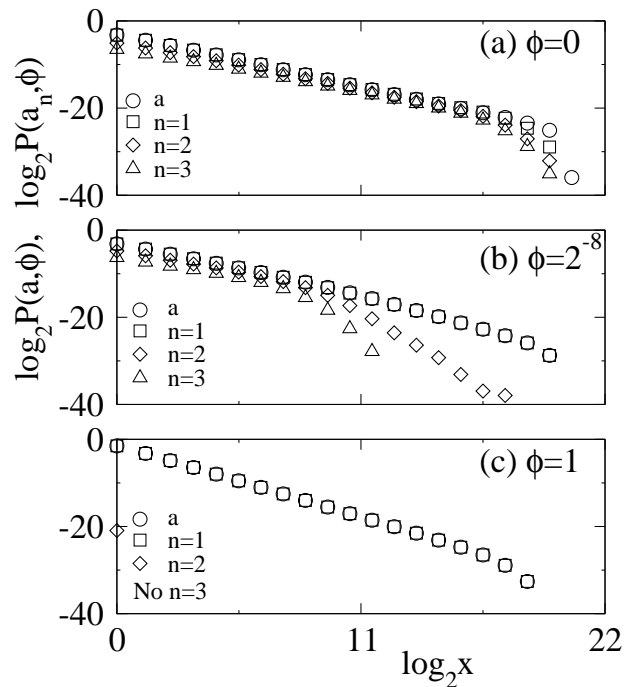 log₂P(a,ϕ), log₂P(aₙ,ϕ)
0
-20
-40
(a) ϕ=0
a
n=1
n=2
n=3
0
-20
-40
(b) ϕ=2⁻⁸
a
n=1
n=2
n=3
0
-20
-40
(c) ϕ=1
a
n=1
n=2
No n=3
0
11
22
log₂x